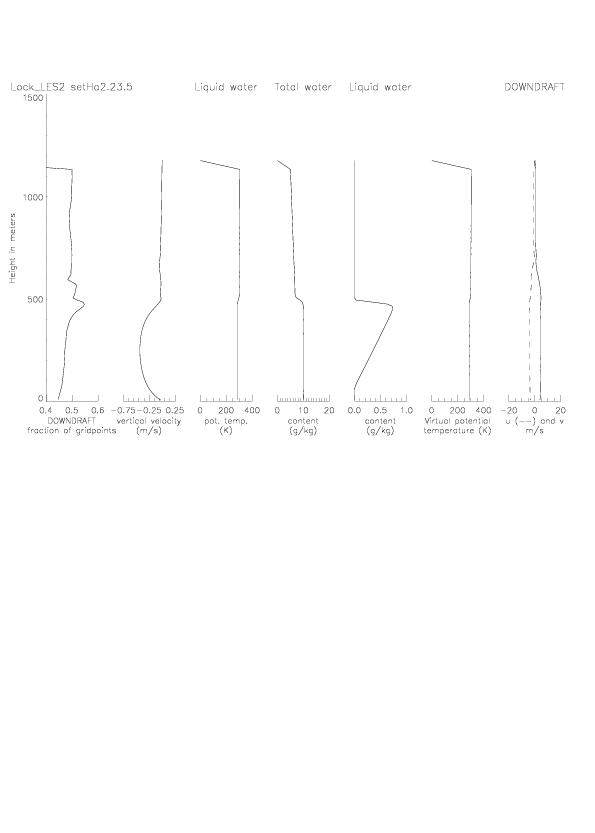 Lock_LES2 setHa2.23.5 Liquid water Total water Liquid water DOWNDRAFT
1500
1000
Height in meters
500
0
0.4 0.5 0.6 -0.75 -0.25 0.25 0 200 400 0 10 20 0.0 0.5 1.0 0 200 400 -20 0 20
DOWNDRAFT vertical velocity pot. temp. content content Virtual potential u (--) and v
fraction of gridpoints (m/s) (K) (g/kg) (g/kg) temperature (K) m/s